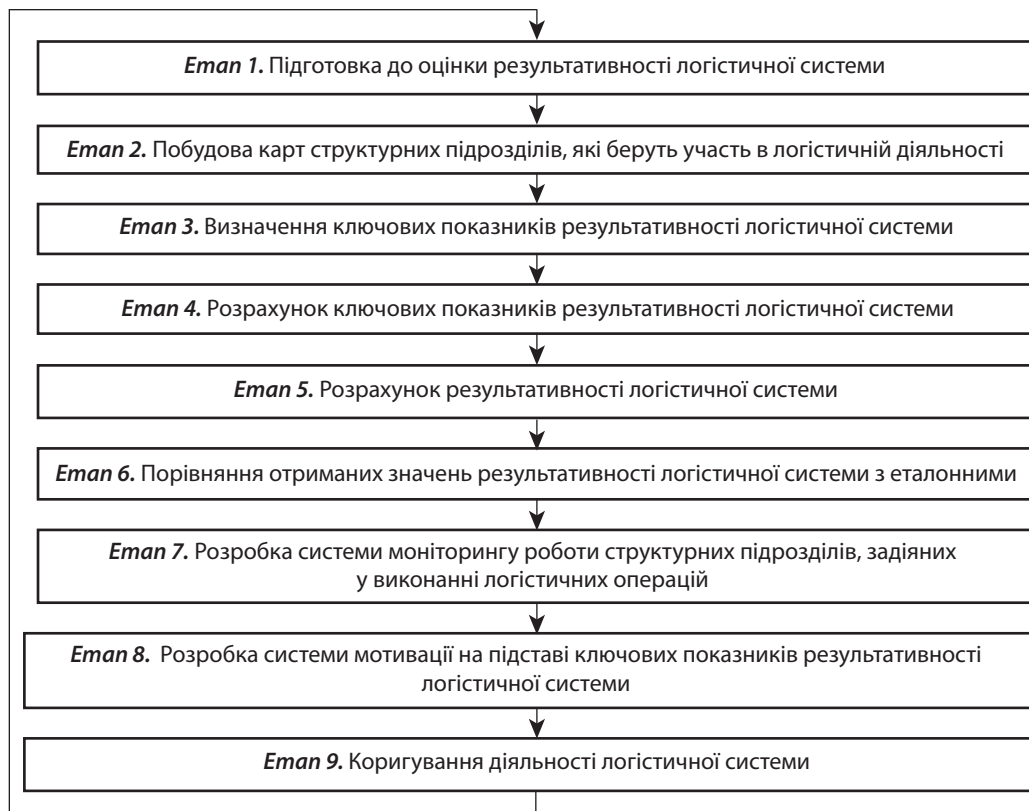 Етап 1. Підготовка до оцінки результативності логістичної системи
Етап 2. Побудова карт структурних підрозділів, які беруть участь в логістичній діяльності
Етап 3. Визначення ключових показників результативності логістичної системи
Етап 4. Розрахунок ключових показників результативності логістичної системи
Етап 5. Розрахунок результативності логістичної системи
Етап 6. Порівняння отриманих значень результативності логістичної системи з еталонними
Етап 7. Розробка системи моніторингу роботи структурних підрозділів, задіяних
у виконанні логістичних операцій
Етап 8. Розробка системи мотивації на підставі ключових показників результативності
логістичної системи
Етап 9. Коригування діяльності логістичної системи